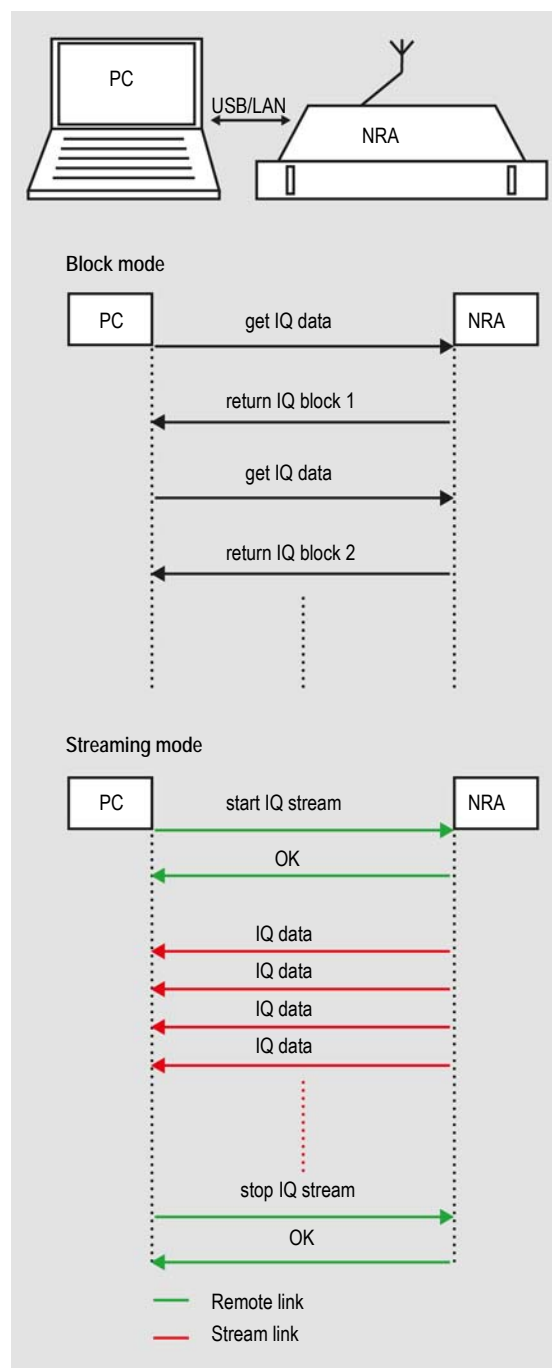 PC
USB/LAN
NRA
Block mode
PC
get IQ data
NRA
return IQ block 1
get IQ data
return IQ block 2
Streaming mode
PC
start IQ stream
NRA
OK
IQ data
IQ data
IQ data
IQ data
stop IQ stream
OK
Remote link
Stream link